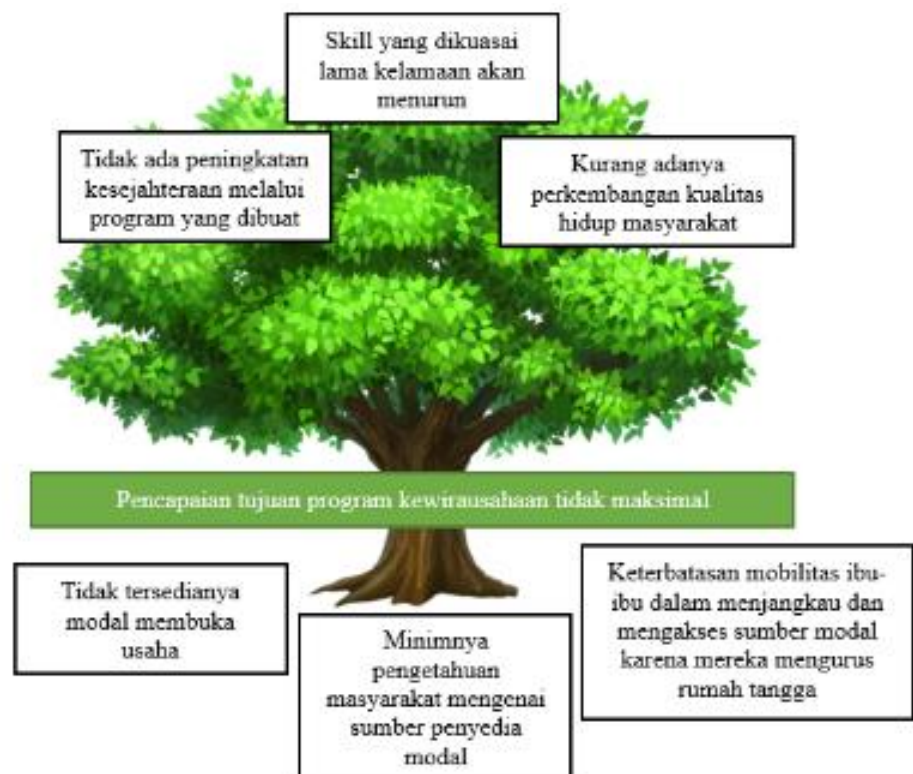 Skill yang dikuasai
lama kelamaan akan
menurun
Tidak ada peningkatan
kesejahteraan melalui
program yang dibuat
Kurang adanya
perkembangan kualitas
hidup masyarakat
Pencapaian tujuan program kewirausahaan tidak maksimal
Tidak tersedianya
modal membuka
usaha
Minimnya
pengetahuan
masyarakat mengenai
sumber penyedia
modal
Keterbatasan mobilitas ibu-
ibu dalam menjangkau dan
mengakses sumber modal
karena mereka mengurus
rumah tangga